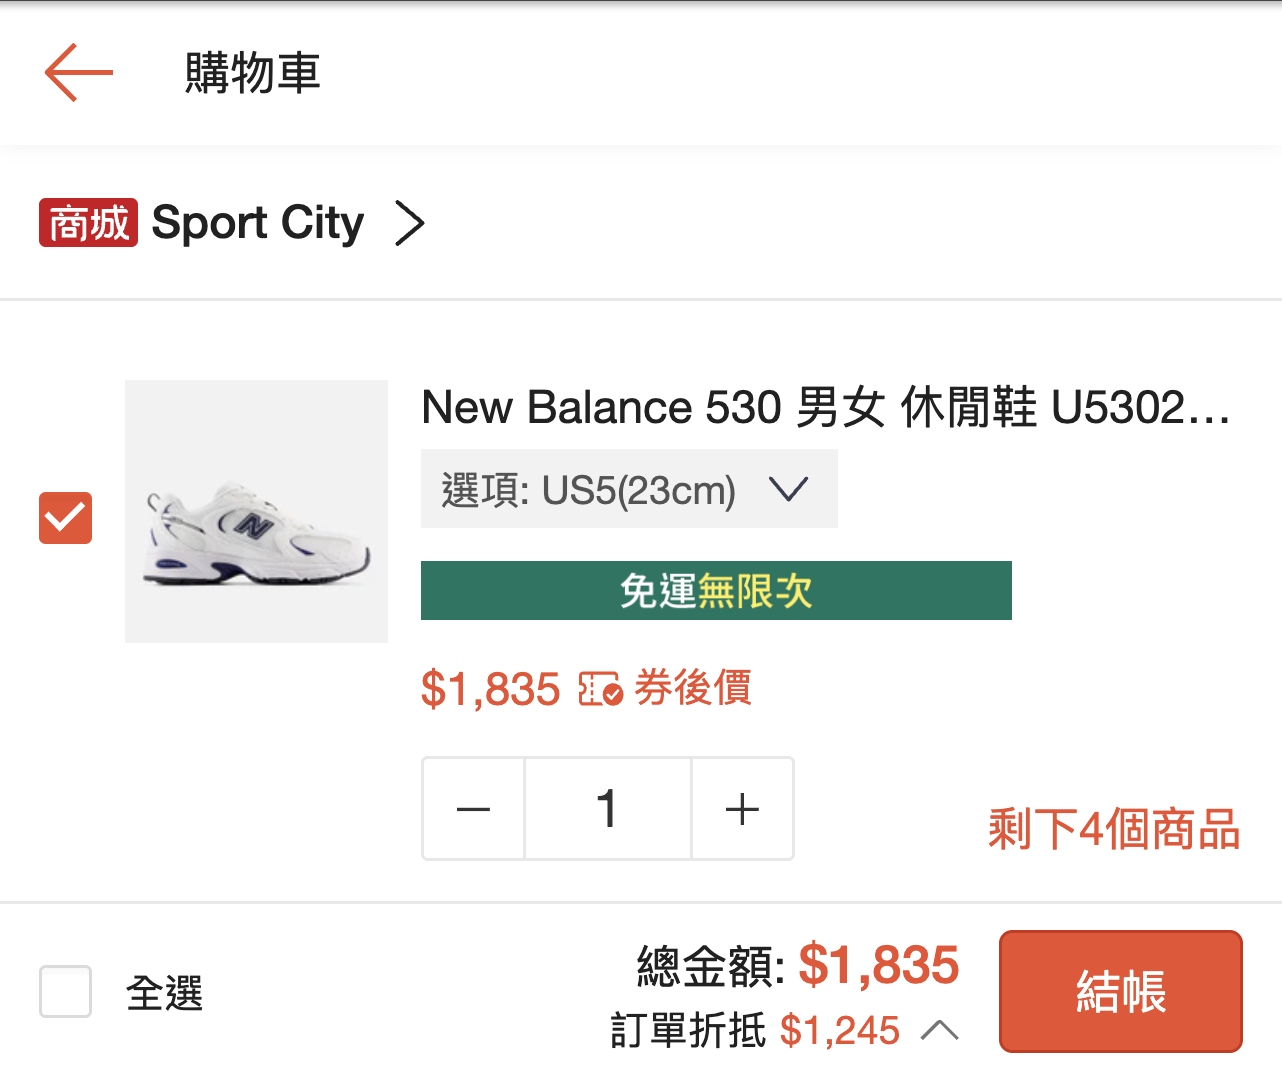 購物車
商城 Sport City
New Balance 530 男女 休閒鞋 U5302...
選項: US5(23cm)
免運無限次
$1,835 券後價
1
剩下4個商品
總金額: $1,835
全選
訂單折抵 $1,245
結帳